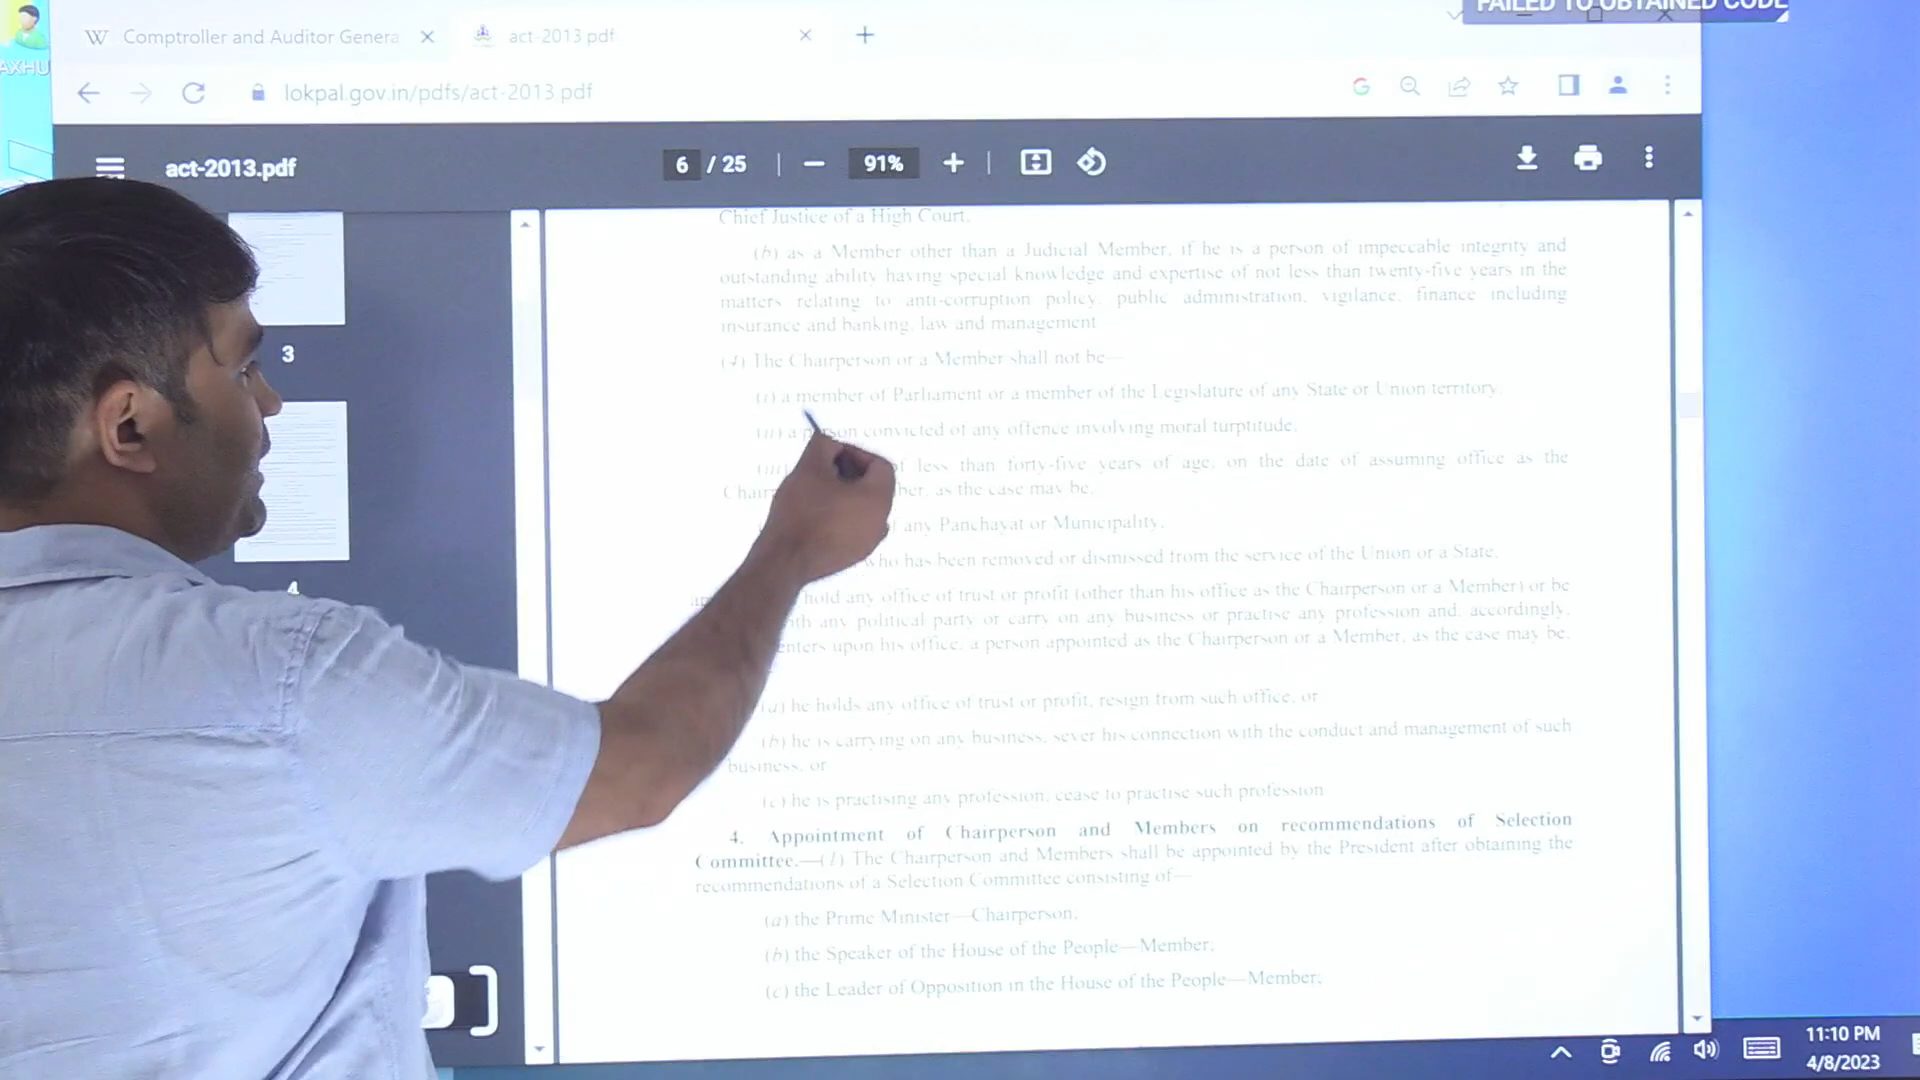 FAILED TO OBTAINED CODE
Comptroller and Auditor Genera
act-2013.pdf
AXHU
lokpal.gov.in/pdfs/act-2013.pdf
act-2013.pdf
6 / 25
91%
3
4
Chief Justice of a High Court.
(b) as a Member other than a Judicial Member, if he is a person of impeccable integrity and
outstanding ability having special knowledge and expertise of not less than twenty-five years in the
matters relating to anti-corruption policy, public administration, vigilance, finance including
insurance and banking, law and management
(4) The Chairperson or a Member shall not be—
(i) a member of Parliament or a member of the Legislature of any State or Union territory.
(ii) a person convicted of any offence involving moral turptitude.
(iii) of less than forty-five years of age, on the date of assuming office as the
Chair ber, as the case may be.
of any Panchayat or Municipality.
who has been removed or dismissed from the service of the Union or a State.
hold any office of trust or profit (other than his office as the Chairperson or a Member) or be
ith any political party or carry on any business or practise any profession and, accordingly,
enters upon his office, a person appointed as the Chairperson or a Member, as the case may be,
(a) he holds any office of trust or profit, resign from such office, or
(b) he is carrying on any business, sever his connection with the conduct and management of such
business, or
(c) he is practising any profession, cease to practise such profession
4. Appointment of Chairperson and Members on recommendations of Selection
Committee.—(1) The Chairperson and Members shall be appointed by the President after obtaining the
recommendations of a Selection Committee consisting of—
(a) the Prime Minister—Chairperson,
(b) the Speaker of the House of the People—Member,
(c) the Leader of Opposition in the House of the People—Member;
11:10 PM
4/8/2023